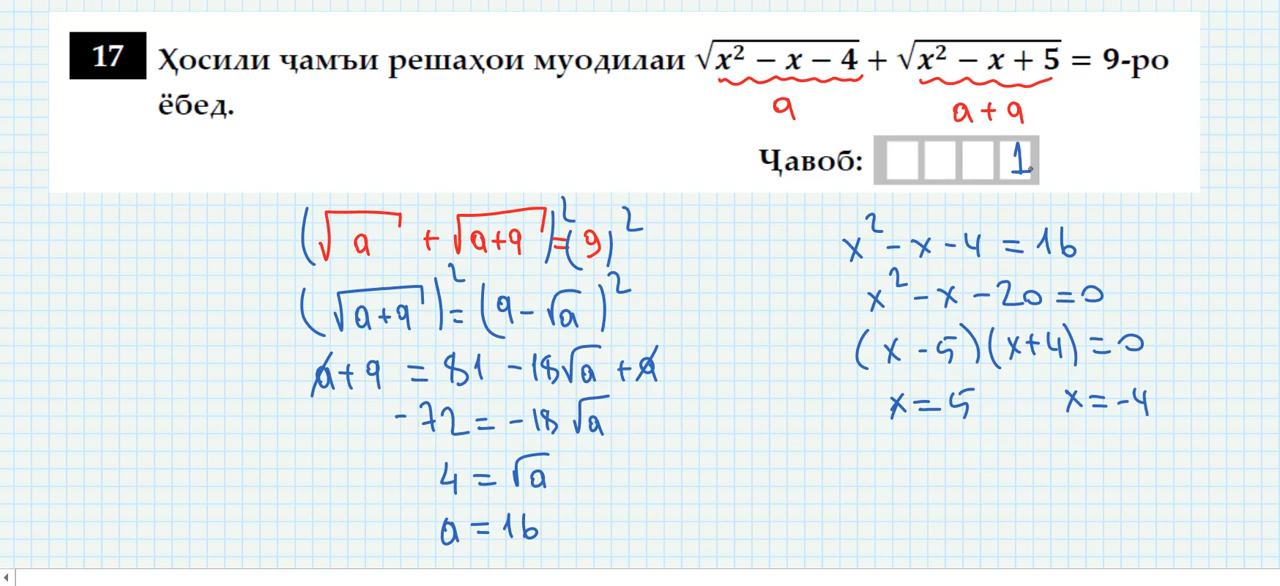 17 Ҳосили ҷамъи решаҳои муодилаи √(x² − x − 4) + √(x² − x + 5) = 9-ро
ёбед.
a
a + 9
Ҷавоб: 1
(√a + √(a+9))² = (9)²
(√(a+9))² = (9 − √a)²
a + 9 = 81 − 18√a + a
-72 = -18√a
4 = √a
a = 16
x² − x − 4 = 16
x² − x − 20 = 0
(x − 5)(x + 4) = 0
x = 5 x = -4